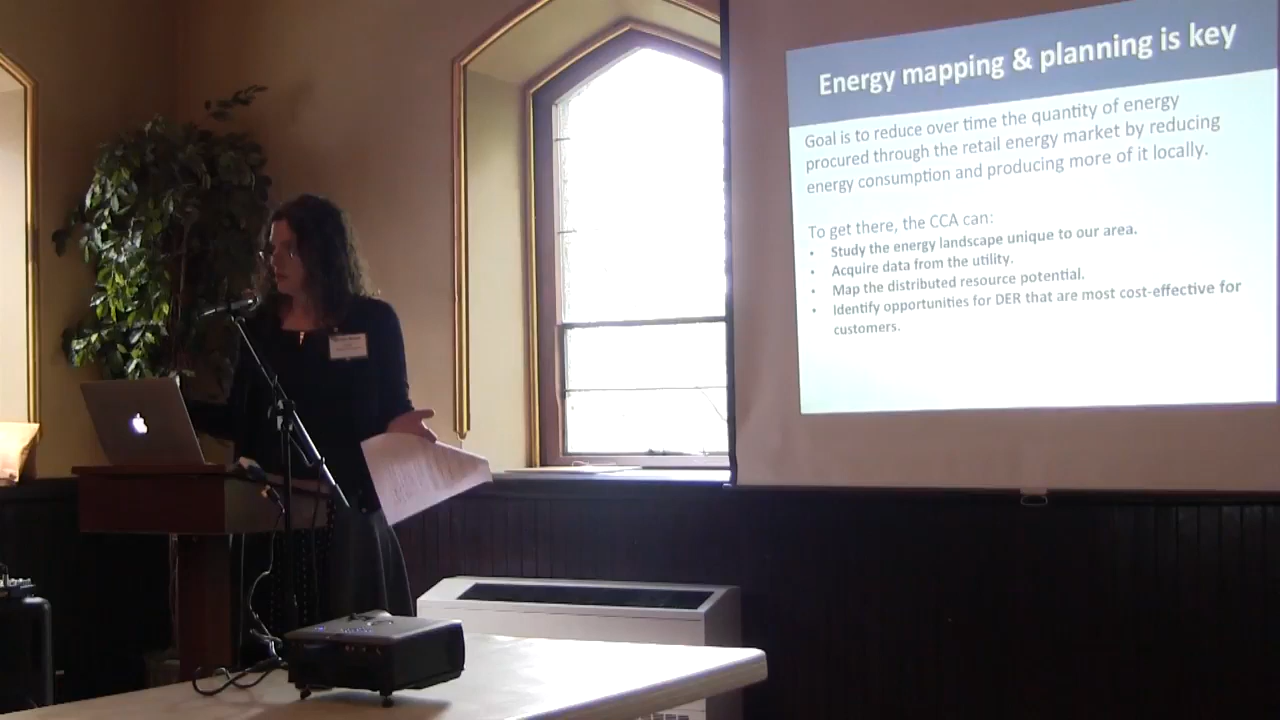 Energy mapping & planning is key
Goal is to reduce over time the quantity of energy
procured through the retail energy market by reducing
energy consumption and producing more of it locally.
To get there, the CCA can:
• Study the energy landscape unique to our area.
• Acquire data from the utility.
• Map the distributed resource potential.
• Identify opportunities for DER that are most cost-effective for
customers.